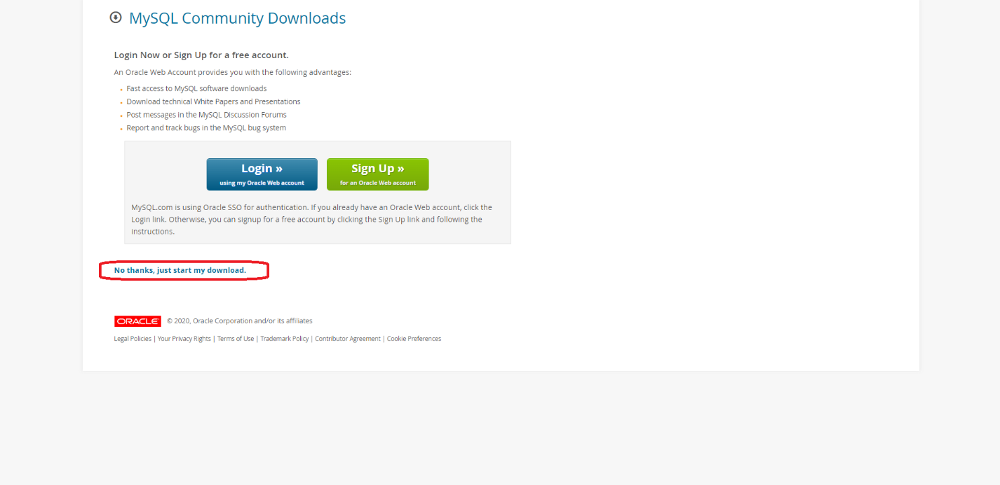 MySQL Community Downloads
Login Now or Sign Up for a free account.
An Oracle Web Account provides you with the following advantages:
Fast access to MySQL software downloads
Download technical White Papers and Presentations
Post messages in the MySQL Discussion Forums
Report and track bugs in the MySQL bug system
Login »
using my Oracle Web account
Sign Up »
for an Oracle Web account
MySQL.com is using Oracle SSO for authentication. If you already have an Oracle Web account, click the
Login link. Otherwise, you can signup for a free account by clicking the Sign Up link and following the
instructions.
No thanks, just start my download.
ORACLE © 2020, Oracle Corporation and/or its affiliates
Legal Policies | Your Privacy Rights | Terms of Use | Trademark Policy | Contributor Agreement | Cookie Preferences